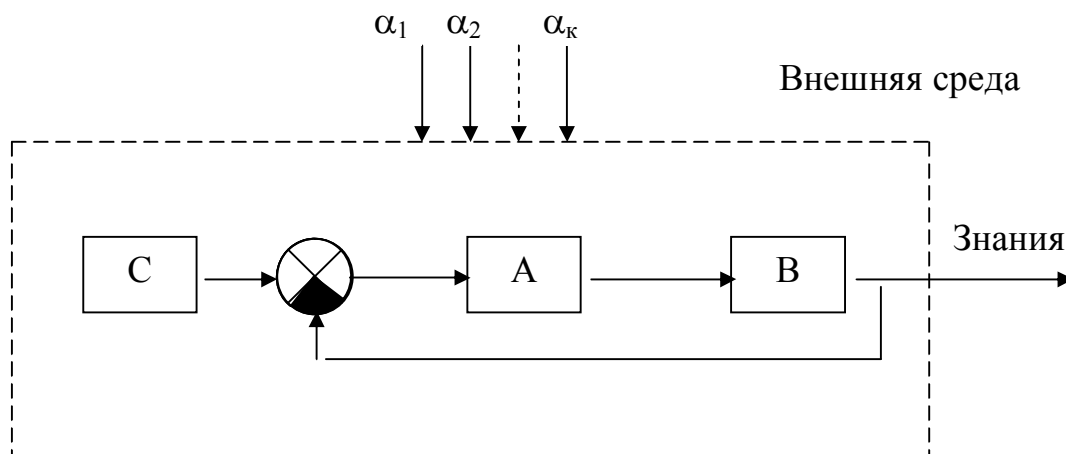 α₁ α₂ αк
Внешняя среда
Знания
С А В